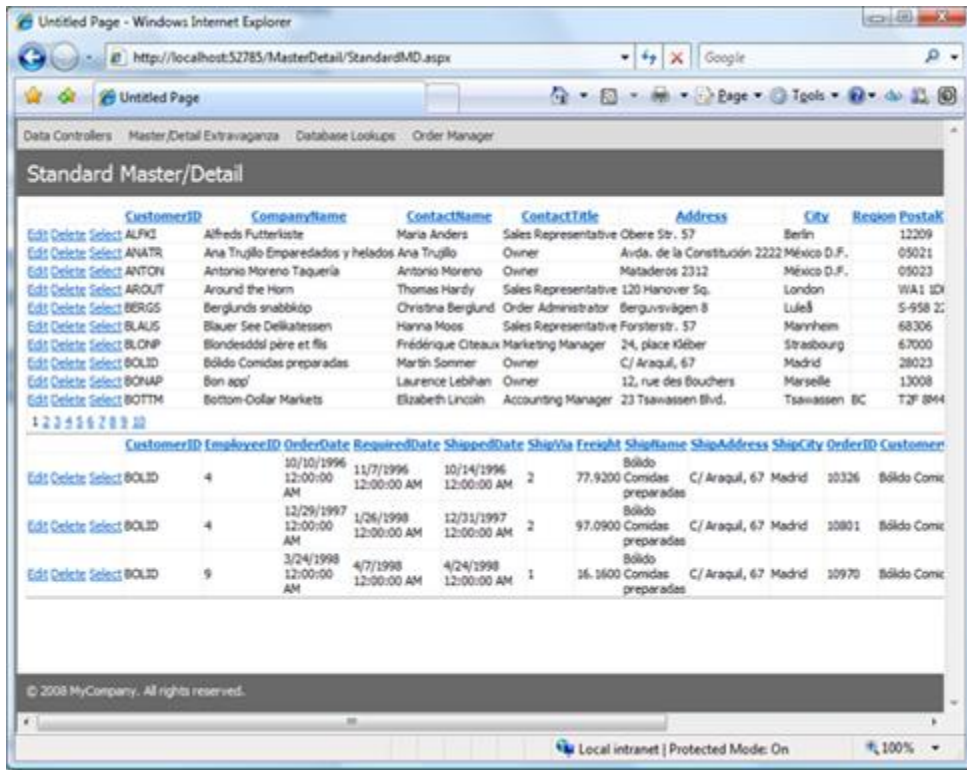 Untitled Page - Windows Internet Explorer
http://localhost:52785/MasterDetail/StandardMD.aspx Google
Untitled Page Page Tools
Data Controllers Master/Detail Extravaganza Database Lookups Order Manager
Standard Master/Detail
CustomerID CompanyName ContactName ContactTitle Address City Region
Edit Delete Select ALFKI Alfreds Futterkiste Maria Anders Sales Representative Obere Str. 57 Berlin 12209
Edit Delete Select ANATR Ana Trujillo Emparedados y helados Ana Trujillo Owner Avda. de la Constitución 2222 México D.F. 05021
Edit Delete Select ANTON Antonio Moreno Taquería Antonio Moreno Owner Mataderos 2312 México D.F. 05023
Edit Delete Select AROUT Around the Horn Thomas Hardy Sales Representative 120 Hanover Sq. London WA1
Edit Delete Select BERGS Berglunds snabbköp Christina Berglund Order Administrator Berguvsvägen 8 Luleå S-958
Edit Delete Select BLAUS Blauer See Delikatessen Hanna Moos Sales Representative Forsterstr. 57 Mannheim 68306
Edit Delete Select BLONP Blondesddsl père et fils Frédérique Citeaux Marketing Manager 24, place Kléber Strasbourg 67000
Edit Delete Select BOLID Bólido Comidas preparadas Martín Sommer Owner C/ Araquil, 67 Madrid 28023
Edit Delete Select BONAP Bon app' Laurence Lebihan Owner 12, rue des Bouchers Marseille 13008
Edit Delete Select BOTTM Bottom-Dollar Markets Elizabeth Lincoln Accounting Manager 23 Tsawassen Blvd. Tsawassen BC T2F 8M4
1 2 3 4 5 6 7 8 9 10
CustomerID EmployeeID OrderDate RequiredDate ShippedDate ShipVia Freight ShipName ShipAddress ShipCity OrderID
Edit Delete Select BOLID 4 10/10/1996 12:00:00 AM 11/7/1996 12:00:00 AM 10/14/1996 12:00:00 AM 2 77.9200 Bólido Comidas preparadas C/ Araquil, 67 Madrid 10326 Bólido
Edit Delete Select BOLID 4 12/29/1997 12:00:00 AM 1/26/1998 12:00:00 AM 12/31/1997 12:00:00 AM 2 97.0900 Bólido Comidas preparadas C/ Araquil, 67 Madrid 10801 Bólido
Edit Delete Select BOLID 9 3/24/1998 12:00:00 AM 4/7/1998 12:00:00 AM 4/24/1998 12:00:00 AM 1 16.1600 Bólido Comidas preparadas C/ Araquil, 67 Madrid 10970 Bólido
© 2008 MyCompany. All rights reserved.
Local intranet | Protected Mode: On 100%